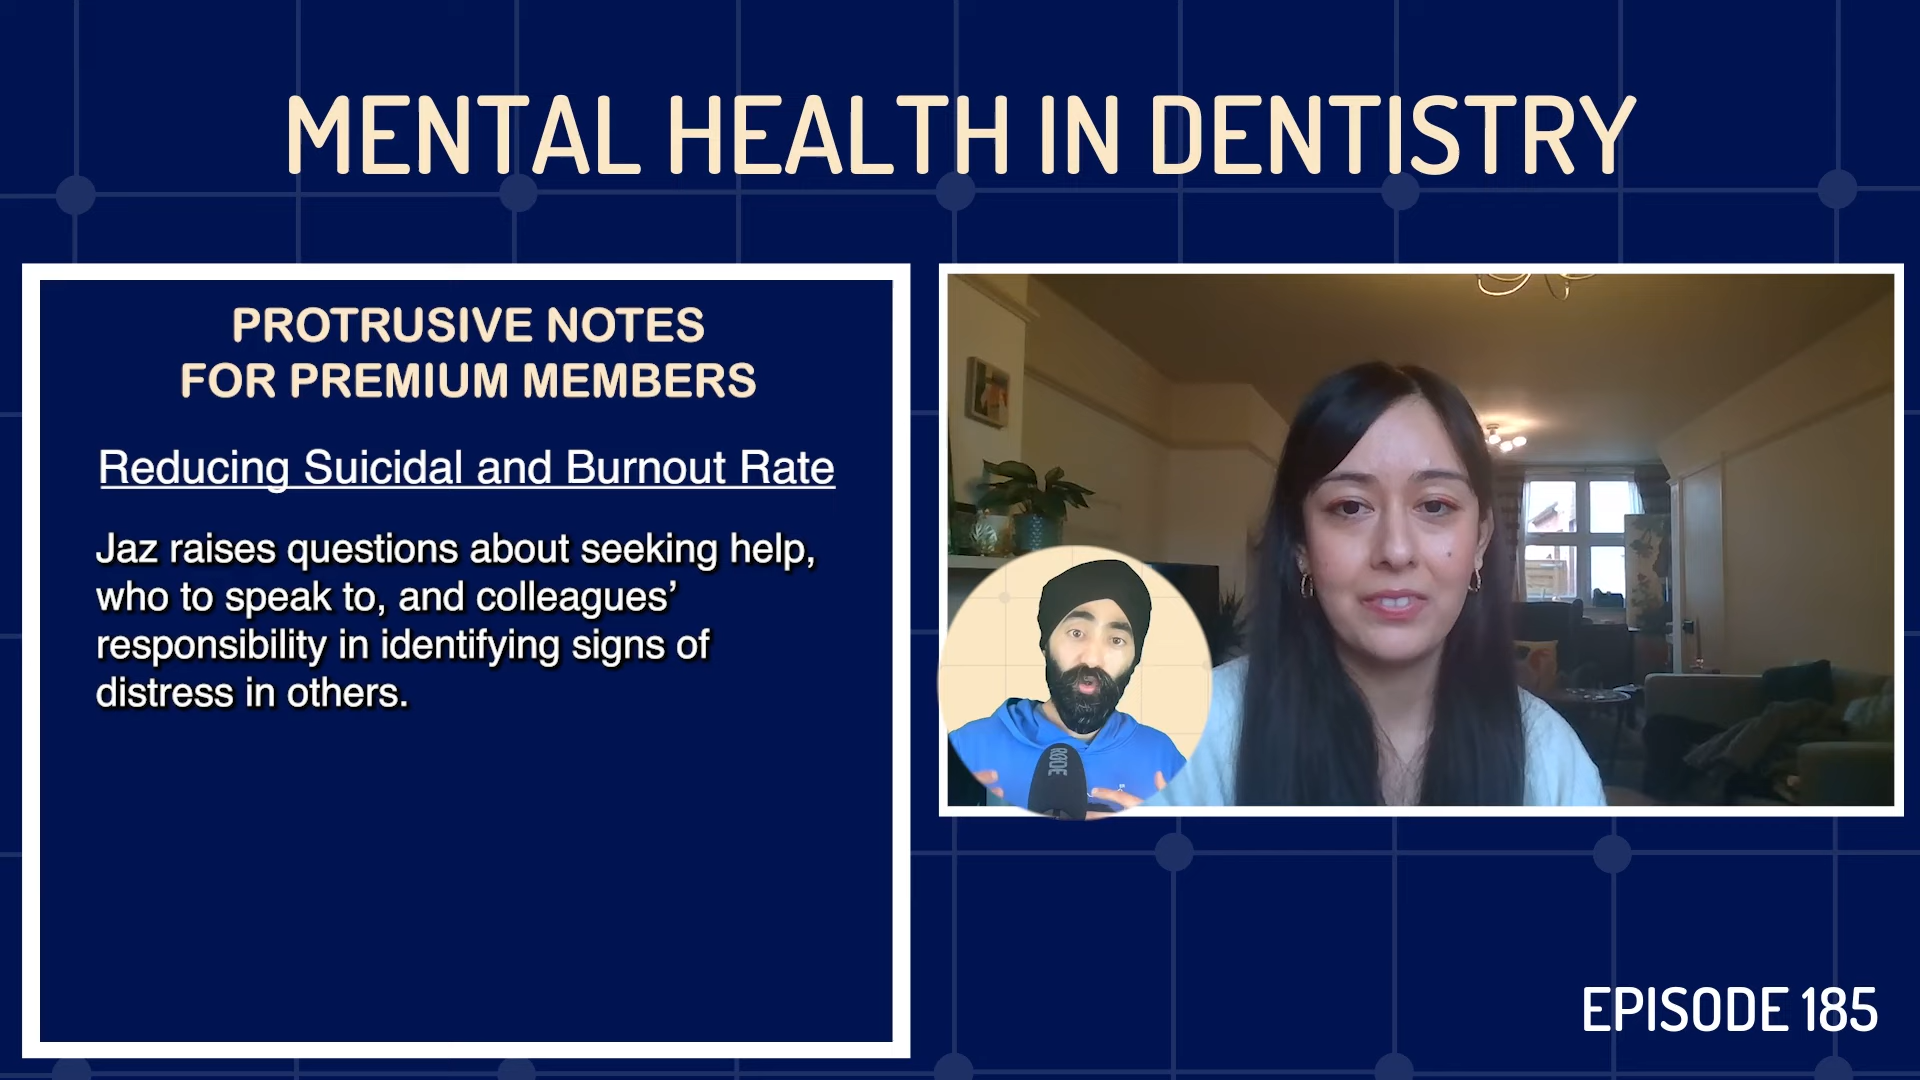 MENTAL HEALTH IN DENTISTRY
PROTRUSIVE NOTES
FOR PREMIUM MEMBERS
Reducing Suicidal and Burnout Rate
Jaz raises questions about seeking help,
who to speak to, and colleagues’
responsibility in identifying signs of
distress in others.
RØDE
EPISODE 185